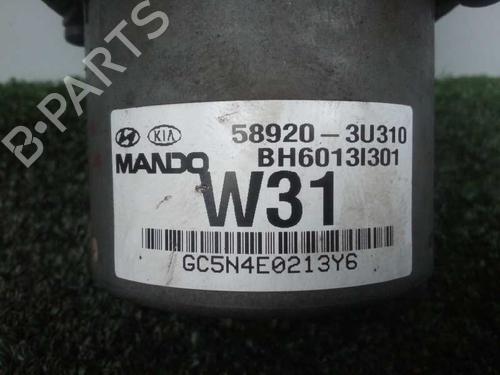 B-PARTS
KIA 58920-3U310
MANDO BH6013I301
W31
GC5N4E0213Y6